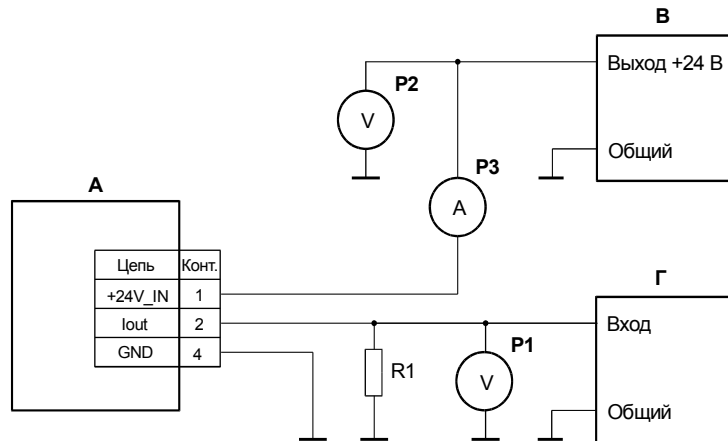 В
Выход +24 В
P2
V
Общий
P3
A
А
Цепь Конт.
+24V_IN 1
Iout 2
GND 4
Г
Вход
P1
R1
V
Общий